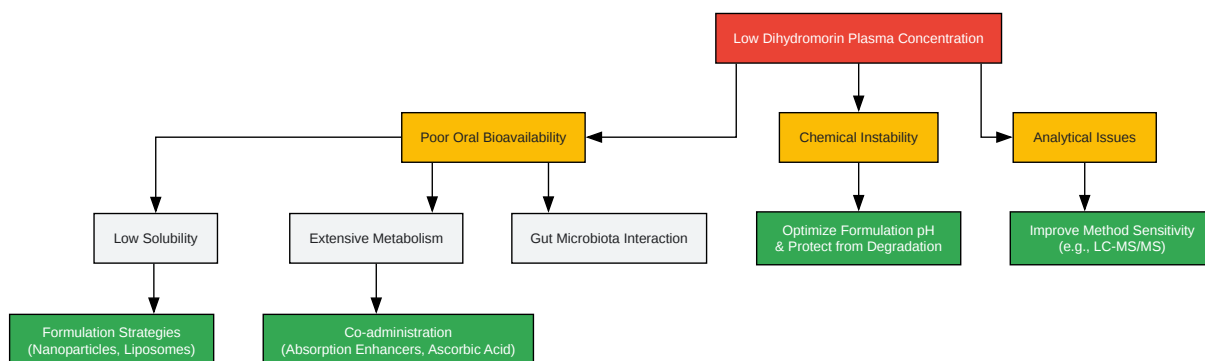 Low Dihydromorin Plasma Concentration
Poor Oral Bioavailability
Chemical Instability
Analytical Issues
Low Solubility
Extensive Metabolism
Gut Microbiota Interaction
Optimize Formulation pH
& Protect from Degradation
Improve Method Sensitivity
(e.g., LC-MS/MS)
Formulation Strategies
(Nanoparticles, Liposomes)
Co-administration
(Absorption Enhancers, Ascorbic Acid)